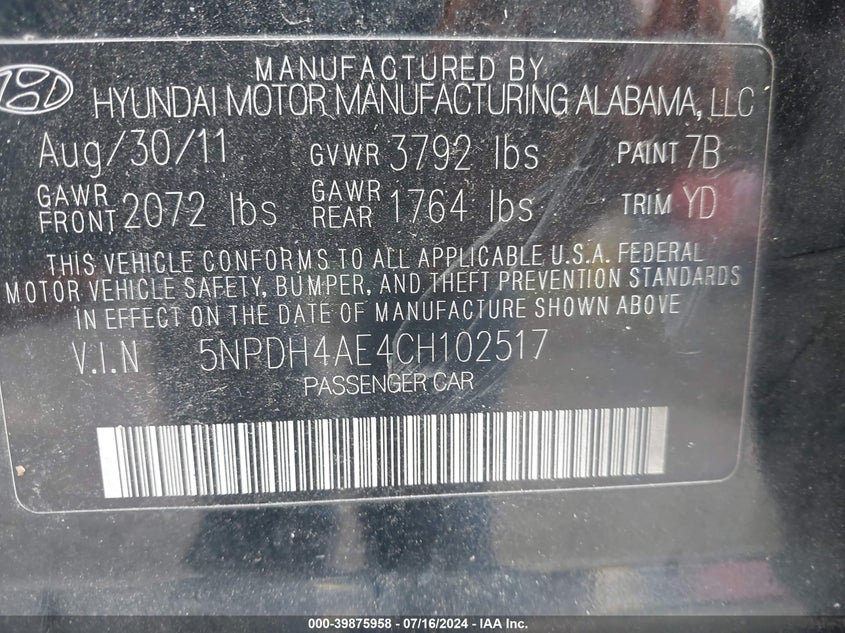 MANUFACTURED BY
HYUNDAI MOTOR MANUFACTURING ALABAMA, LLC
Aug/30/11 GVWR 3792 lbs PAINT 7B
GAWR FRONT 2072 lbs GAWR REAR 1764 lbs TRIM YD
THIS VEHICLE CONFORMS TO ALL APPLICABLE U.S.A. FEDERAL
MOTOR VEHICLE SAFETY, BUMPER, AND THEFT PREVENTION STANDARDS
IN EFFECT ON THE DATE OF MANUFACTURE SHOWN ABOVE
V.I.N 5NPDH4AE4CH102517
PASSENGER CAR
000-39875958 - 07/16/2024 - IAA Inc.